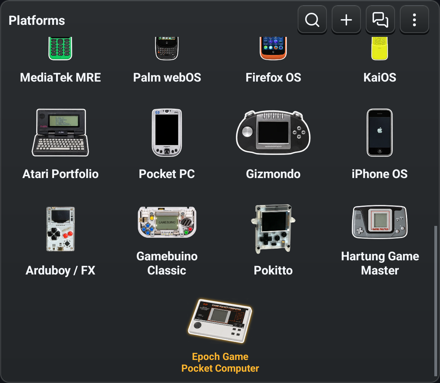 Platforms
MediaTek MRE
Palm webOS
Firefox OS
KaiOS
Atari Portfolio
Pocket PC
Gizmondo
iPhone OS
Arduboy / FX
Gamebuino
Classic
Pokitto
Hartung Game
Master
Epoch Game
Pocket Computer